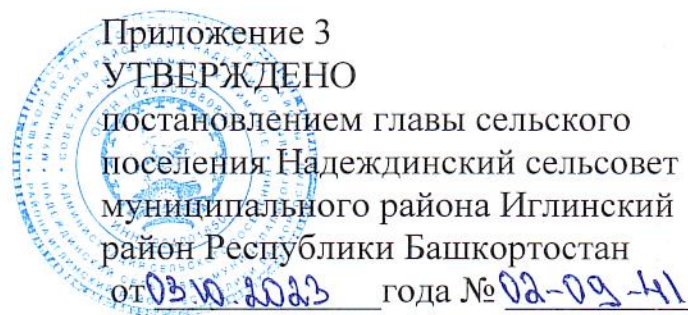 Приложение 3
УТВЕРЖДЕНО
постановлением главы сельского
поселения Надеждинский сельсовет
муниципального района Иглинский
район Республики Башкортостан
от 03.10.2023 года № 02-09-41